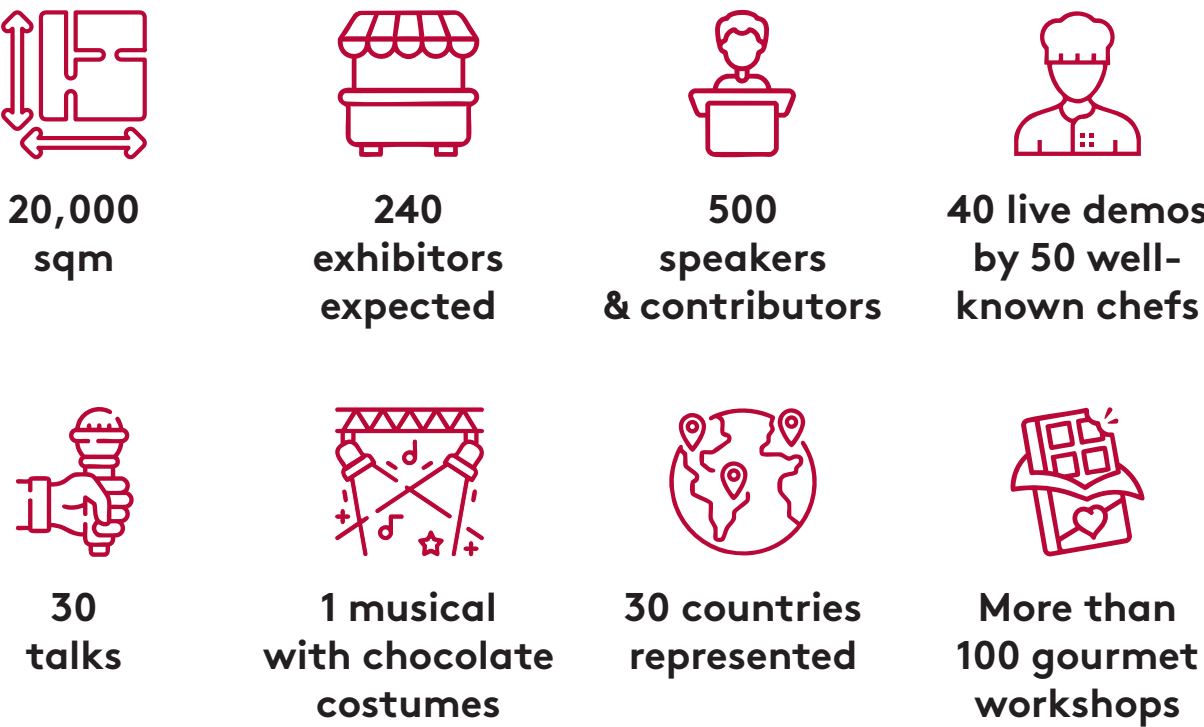 20,000
sqm
240
exhibitors
expected
500
speakers
& contributors
40 live demos
by 50 well-
known chefs
30
talks
1 musical
with chocolate
costumes
30 countries
represented
More than
100 gourmet
workshops